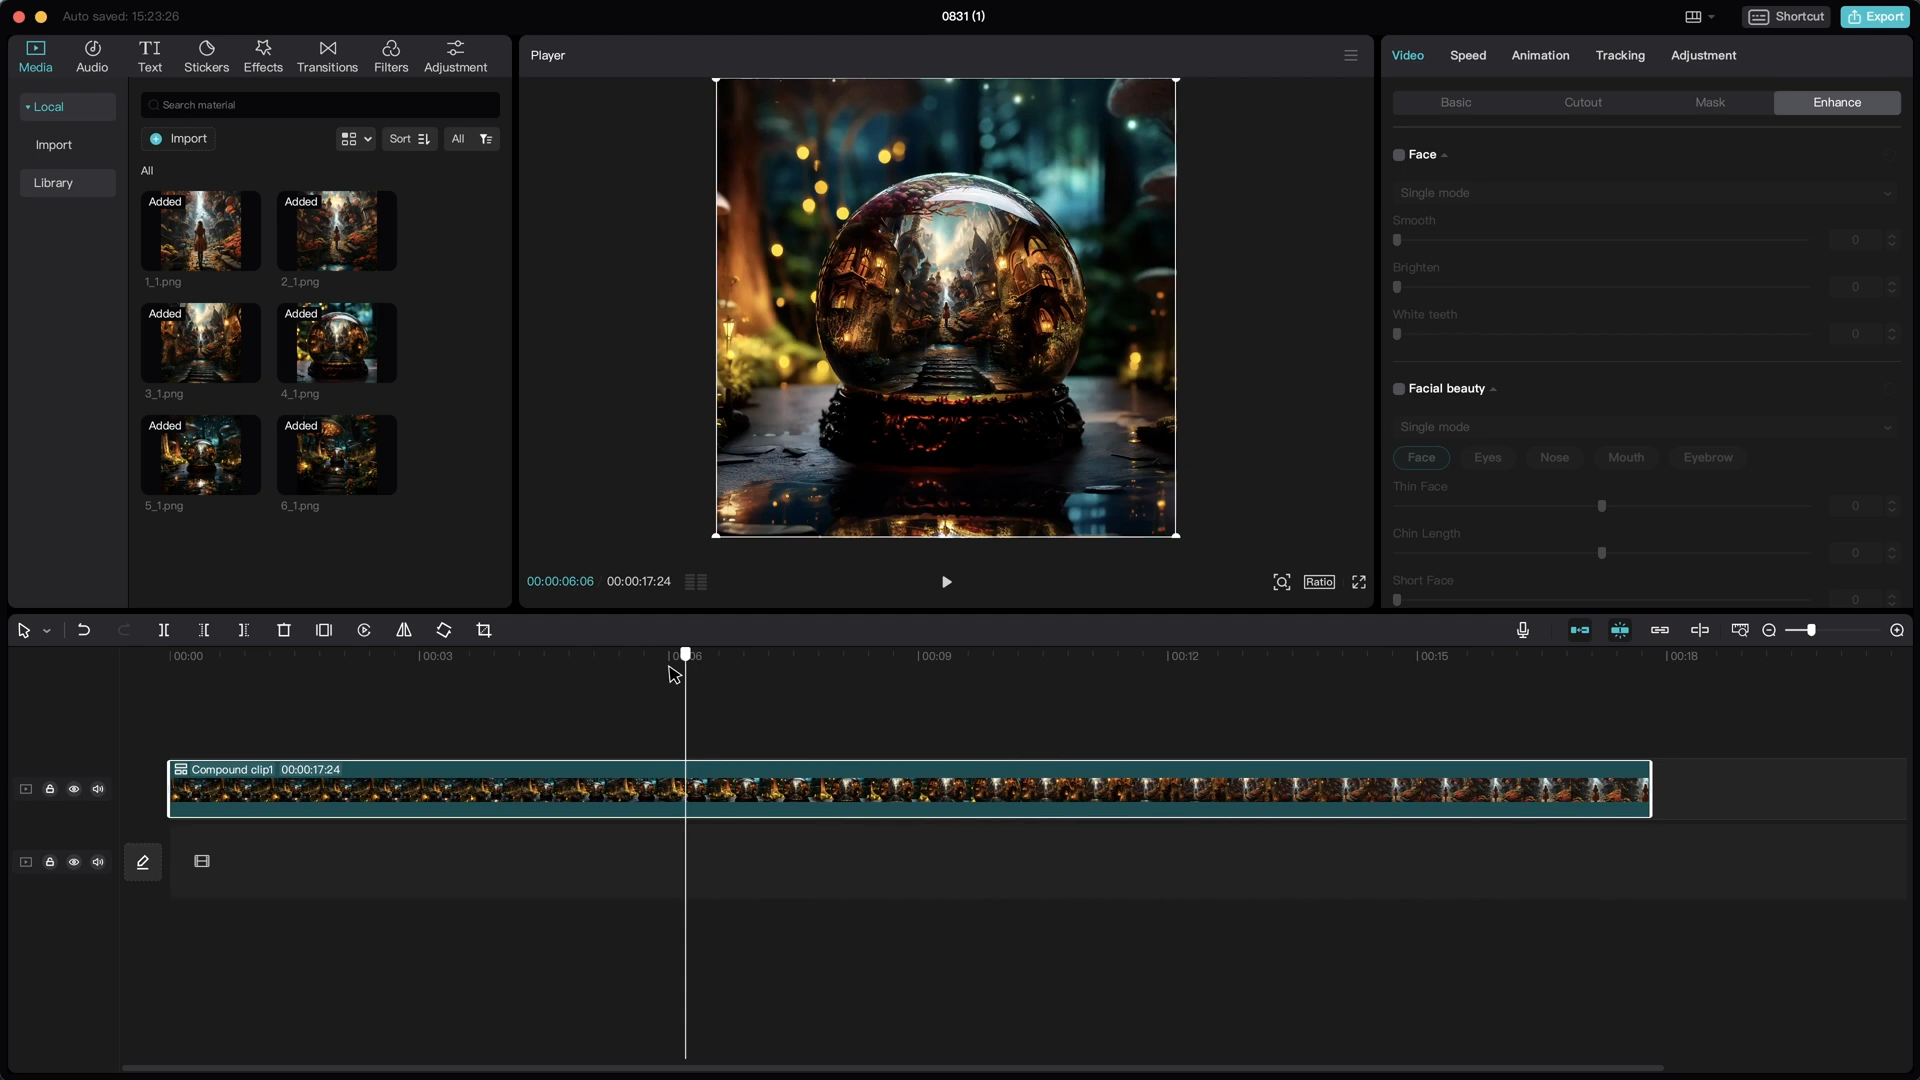 Auto saved: 15:23:26
0831 (1)
Shortcut
Export
Media
Audio
TI
Text
Stickers
Effects
Transitions
Filters
Adjustment
Local
Import
Library
Search material
Import
Sort
All
All
Added
Added
1_1.png
2_1.png
Added
Added
3_1.png
4_1.png
Added
Added
5_1.png
6_1.png
Player
00:00:06:06
00:00:17:24
Ratio
Video
Speed
Animation
Tracking
Adjustment
Basic
Cutout
Mask
Enhance
Face
Single mode
Smooth
0
Brighten
0
White teeth
0
Facial beauty
Single mode
Face
Eyes
Nose
Mouth
Eyebrow
Thin Face
0
Chin Length
0
Short Face
0
00:00
00:03
00:06
00:09
00:12
00:15
00:18
Compound clip1 00:00:17:24